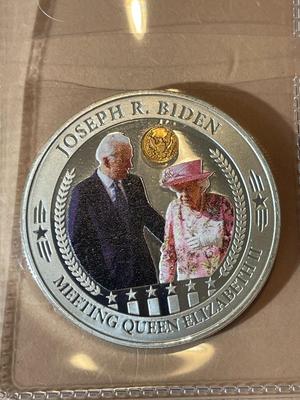 JOSEPH R. BIDEN
MEETING QUEEN ELIZABETH II